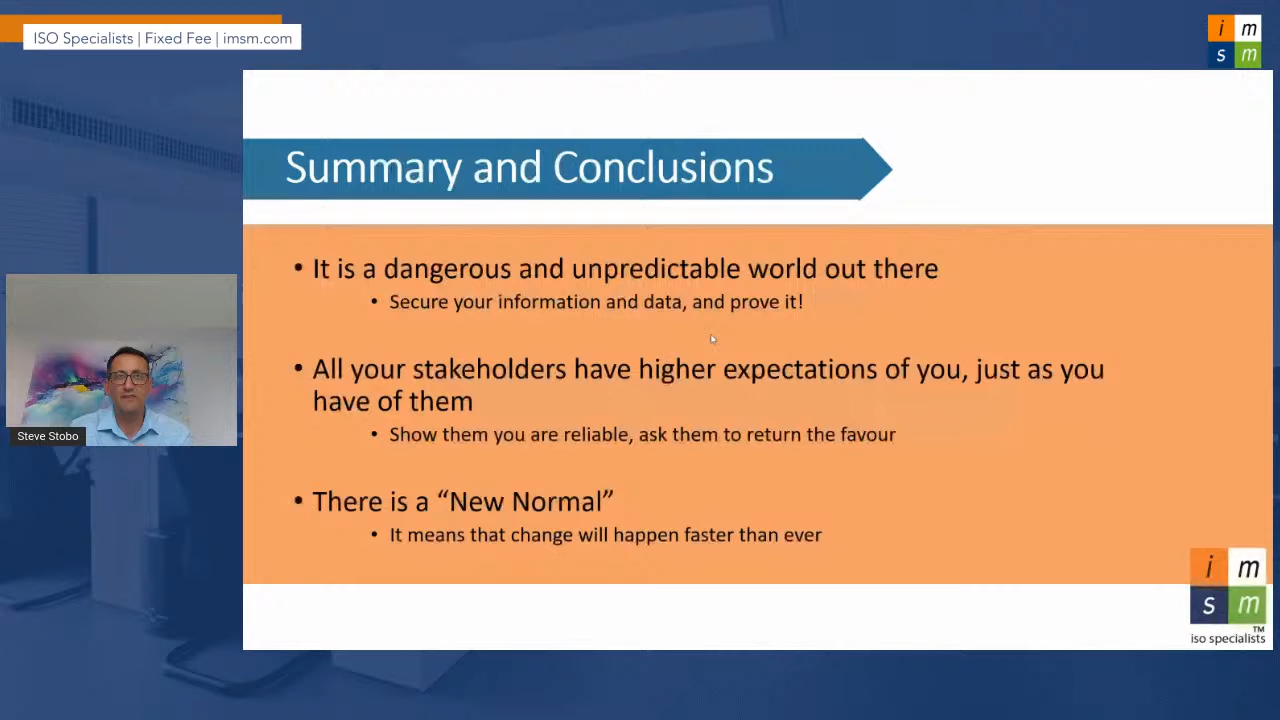 ISO Specialists | Fixed Fee | imsm.com
i m
s m
Summary and Conclusions
• It is a dangerous and unpredictable world out there
• Secure your information and data, and prove it!
• All your stakeholders have higher expectations of you, just as you
have of them
• Show them you are reliable, ask them to return the favour
• There is a “New Normal”
• It means that change will happen faster than ever
Steve Stobo
i m
s m
TM
iso specialists